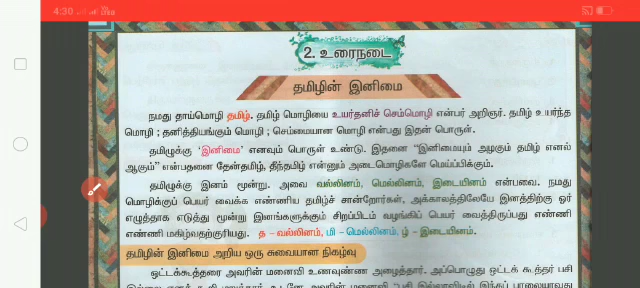 4:30
2. உரைநடை
தமிழின் இனிமை
நமது தாய்மொழி தமிழ். தமிழ் மொழியை உயர்தனிச் செம்மொழி என்பர் அறிஞர். தமிழ் உயர்ந்த
மொழி ; தனித்தியங்கும் மொழி ; செம்மையான மொழி என்பது இதன் பொருள்.
தமிழுக்கு 'இனிமை' எனவும் பொருள் உண்டு. இதனை "இனிமையும் அழகும் தமிழ் எனல்
ஆகும்" என்பதனை தேன்தமிழ், தீந்தமிழ் என்னும் அடைமொழிகளே மெய்ப்பிக்கும்.
தமிழுக்கு இனம் மூன்று. அவை வல்லினம், மெல்லினம், இடையினம் என்பவை. நமது
மொழிக்குப் பெயர் வைக்க எண்ணிய தமிழ்ச் சான்றோர்கள், அக்காலத்திலேயே இனத்திற்கு ஓர்
எழுத்தாக எடுத்து மூன்று இனங்களுக்கும் சிறப்பிடம் வழங்கிப் பெயர் வைத்திருப்பது எண்ணி
எண்ணி மகிழ்வதற்குரியது. த – வல்லினம், மி – மெல்லினம், ழ் – இடையினம்.
தமிழின் இனிமை அறிய ஒரு சுவையான நிகழ்வு
ஒட்டக்கூத்தரை அவரின் மனைவி உணவுண்ண அழைத்தார். அப்பொழுது ஒட்டக் கூத்தர் பசி